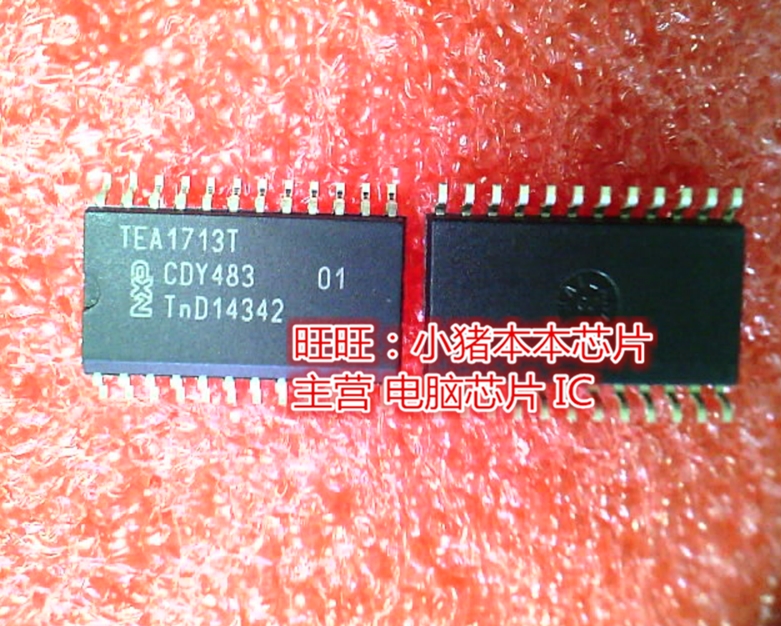 TEA1713T
NXP CDY483 01
TnD14342
旺旺：小猪本本芯片
主营 电脑芯片 IC